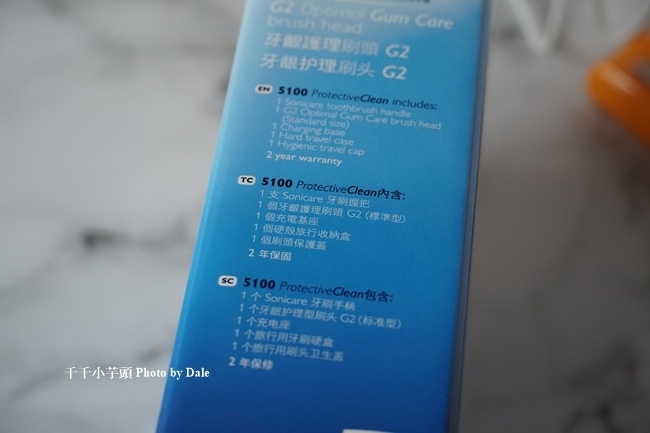 G2 Optimal Gum Care
brush head
牙齦護理刷頭 G2
牙龈护理刷头 G2
EN 5100 ProtectiveClean includes:
1 Sonicare toothbrush handle
1 G2 Optimal Gum Care brush head
(Standard size)
1 Charging base
1 Hard travel case
1 Hygienic travel cap
2 year warranty
TC 5100 ProtectiveClean內含:
1 支 Sonicare 牙刷握把
1 個牙齦護理刷頭 G2 (標準型)
1 個充電基座
1 個硬殼旅行收納盒
1 個刷頭保護蓋
2 年保固
SC 5100 ProtectiveClean包含:
1 个 Sonicare 牙刷手柄
1 个牙龈护理型刷头 G2 (标准型)
1 个充电座
1 个旅行用牙刷硬盒
1 个旅行用刷头卫生盖
2 年保修
千千小芋頭 Photo by Dale